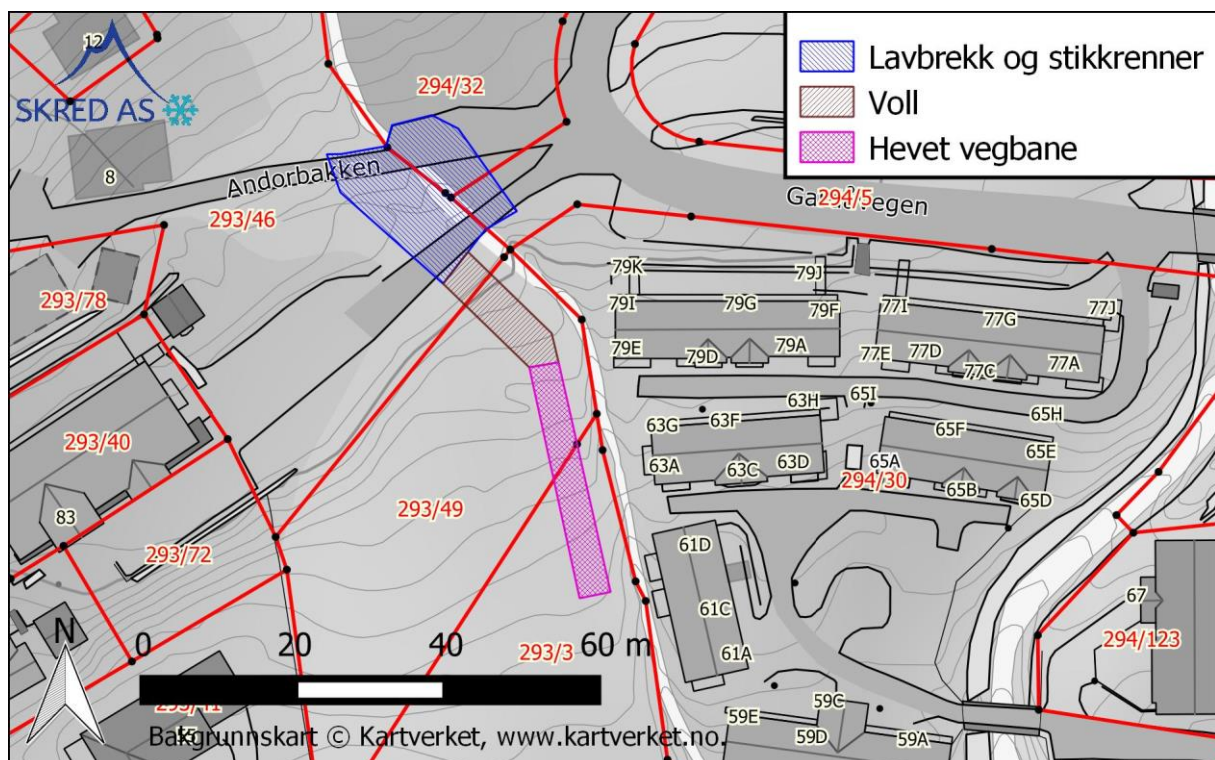 Lavbrekk og stikkrenner
Voll
Hevet vegbane
12
SKRED AS
294/32
8
Andorbakken
293/46
294/5
293/78
79K
79J
79I
79G
79F
77I
77G
77J
79E
79D
79A
77E
77D
77C
77A
63H
65I
65H
63G
63F
65F
65E
293/40
63A
63C
63D
65A
294/30
65B
65D
83
293/49
293/72
61D
61C
67
294/123
N
0 20 40 60 m
293/3
61A
59E
59C
59D
59A
Bakgrunnskart © Kartverket, www.kartverket.no.